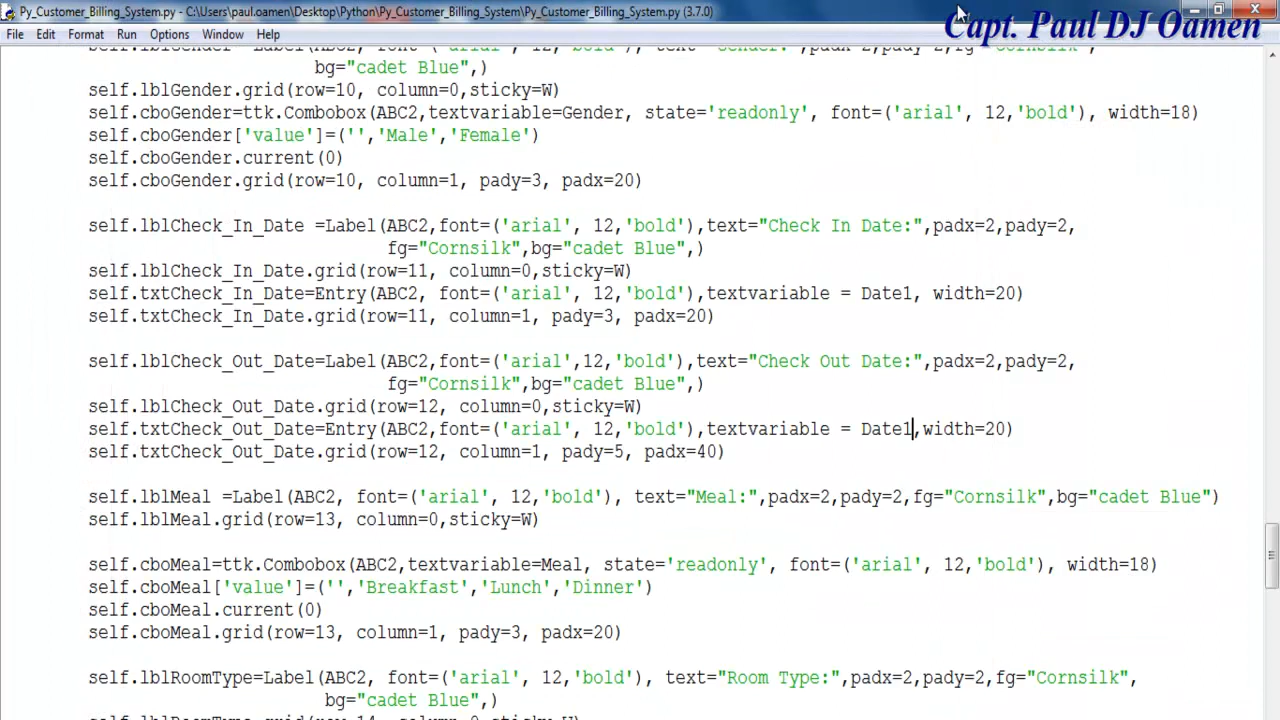 Py_Customer_Billing_System.py - C:\Users\paul.oamen\Desktop\Python\Py_Customer_Billing_System\Py_Customer_Billing_System.py (3.7.0)
Capt. Paul DJ Oamen
File Edit Format Run Options Window Help
bg="cadet Blue",)
self.lblGender.grid(row=10, column=0,sticky=W)
self.cboGender=ttk.Combobox(ABC2,textvariable=Gender, state='readonly', font=('arial', 12,'bold'), width=18)
self.cboGender['value']=('','Male','Female')
self.cboGender.current(0)
self.cboGender.grid(row=10, column=1, pady=3, padx=20)
self.lblCheck_In_Date =Label(ABC2,font=('arial', 12,'bold'),text="Check In Date:",padx=2,pady=2,
fg="Cornsilk",bg="cadet Blue",)
self.lblCheck_In_Date.grid(row=11, column=0,sticky=W)
self.txtCheck_In_Date=Entry(ABC2, font=('arial', 12,'bold'),textvariable = Date1, width=20)
self.txtCheck_In_Date.grid(row=11, column=1, pady=3, padx=20)
self.lblCheck_Out_Date=Label(ABC2,font=('arial',12,'bold'),text="Check Out Date:",padx=2,pady=2,
fg="Cornsilk",bg="cadet Blue",)
self.lblCheck_Out_Date.grid(row=12, column=0,sticky=W)
self.txtCheck_Out_Date=Entry(ABC2,font=('arial', 12,'bold'),textvariable = Date1,width=20)
self.txtCheck_Out_Date.grid(row=12, column=1, pady=5, padx=40)
self.lblMeal =Label(ABC2, font=('arial', 12,'bold'), text="Meal:",padx=2,pady=2,fg="Cornsilk",bg="cadet Blue")
self.lblMeal.grid(row=13, column=0,sticky=W)
self.cboMeal=ttk.Combobox(ABC2,textvariable=Meal, state='readonly', font=('arial', 12,'bold'), width=18)
self.cboMeal['value']=('','Breakfast','Lunch','Dinner')
self.cboMeal.current(0)
self.cboMeal.grid(row=13, column=1, pady=3, padx=20)
self.lblRoomType=Label(ABC2, font=('arial', 12,'bold'), text="Room Type:",padx=2,pady=2,fg="Cornsilk",
bg="cadet Blue",)